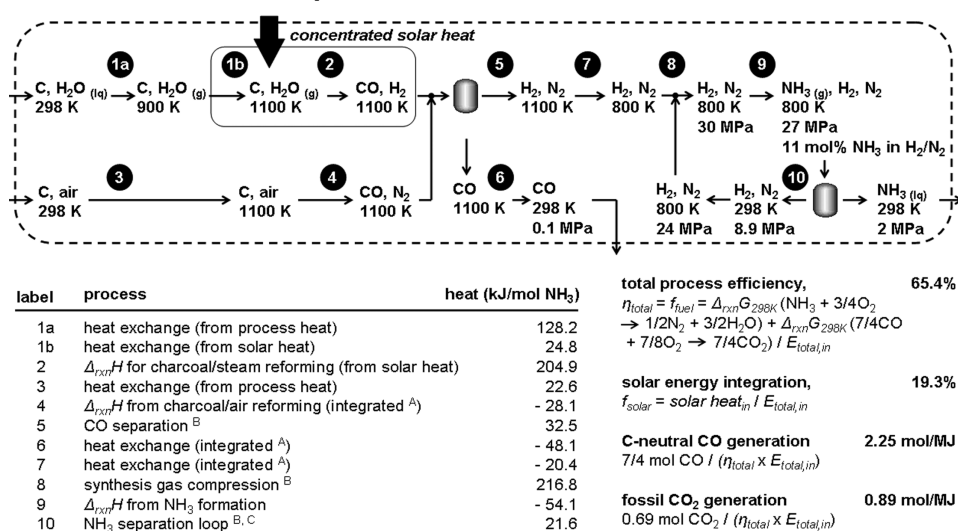 concentrated solar heat
1a 1b 2 5 7 8 9
C, H₂O (lq) C, H₂O (g) C, H₂O (g) CO, H₂ H₂, N₂ H₂, N₂ H₂, N₂ NH₃ (g), H₂, N₂
298 K 900 K 1100 K 1100 K 1100 K 800 K 800 K 800 K
30 MPa 27 MPa
11 mol% NH₃ in H₂/N₂
3 4 6 10
C, air C, air CO, N₂ CO CO H₂, N₂ H₂, N₂ NH₃ (lq)
298 K 1100 K 1100 K 1100 K 298 K 800 K 298 K 298 K
0.1 MPa 24 MPa 8.9 MPa 2 MPa
label process heat (kJ/mol NH₃)
1a heat exchange (from process heat) 128.2
1b heat exchange (from solar heat) 24.8
2 ΔrxnH for charcoal/steam reforming (from solar heat) 204.9
3 heat exchange (from process heat) 22.6
4 ΔrxnH from charcoal/air reforming (integrated ᴬ) - 28.1
5 CO separation ᴮ 32.5
6 heat exchange (integrated ᴬ) - 48.1
7 heat exchange (integrated ᴬ) - 20.4
8 synthesis gas compression ᴮ 216.8
9 ΔrxnH from NH₃ formation - 54.1
10 NH₃ separation loop ᴮ, ᶜ 21.6
total process efficiency, 65.4%
ηtotal = ffuel = ΔrxnG298K (NH₃ + 3/4O₂
→ 1/2N₂ + 3/2H₂O) + ΔrxnG298K (7/4CO
+ 7/8O₂ → 7/4CO₂) / Etotal,in
solar energy integration, 19.3%
fsolar = solar heatin / Etotal,in
C-neutral CO generation 2.25 mol/MJ
7/4 mol CO / (ηtotal x Etotal,in)
fossil CO₂ generation 0.89 mol/MJ
0.69 mol CO₂ / (ηtotal x Etotal,in)